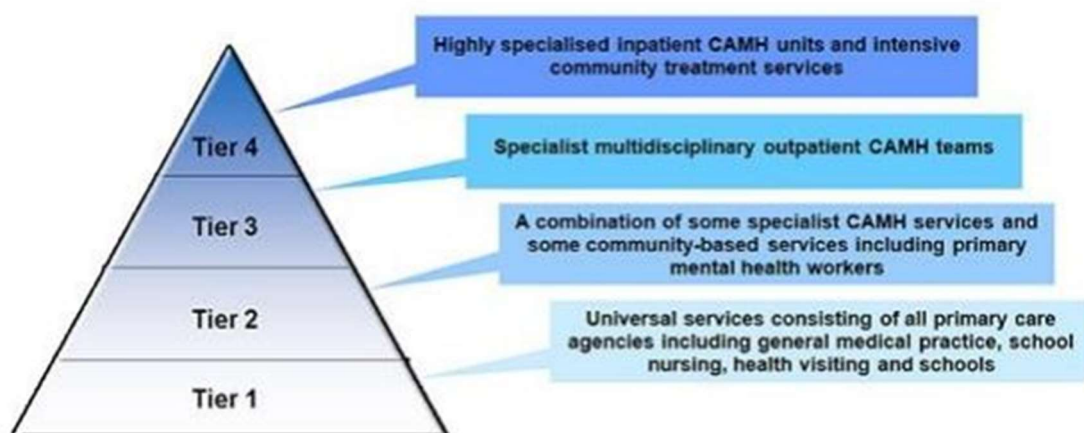 Highly specialised inpatient CAMH units and intensive
community treatment services
Tier 4
Specialist multidisciplinary outpatient CAMH teams
Tier 3
A combination of some specialist CAMH services and
some community-based services including primary
mental health workers
Tier 2
Universal services consisting of all primary care
agencies including general medical practice, school
nursing, health visiting and schools
Tier 1